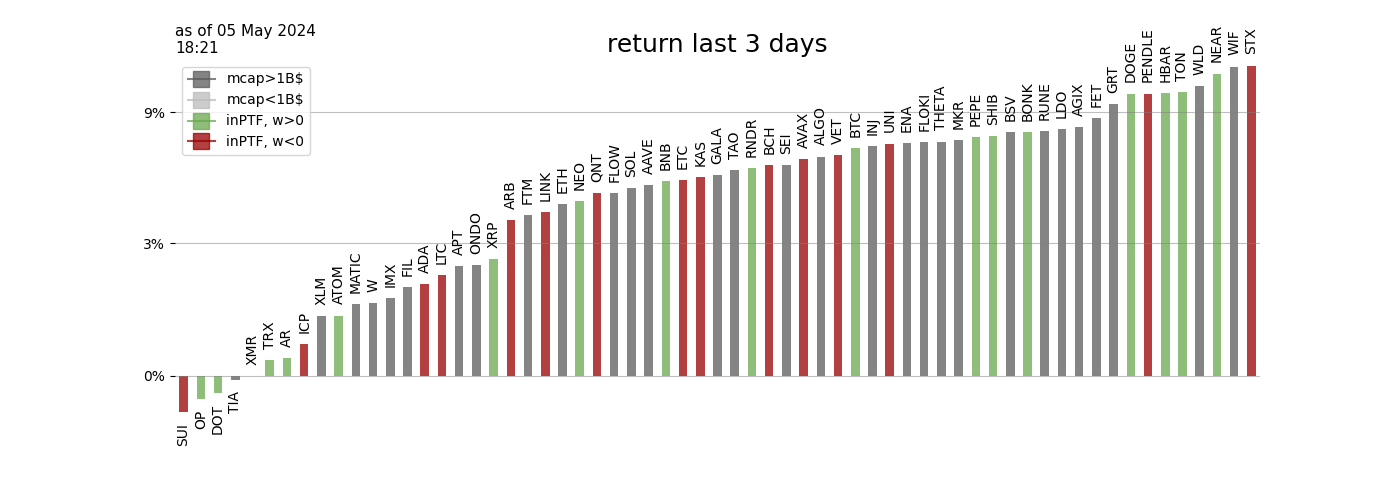 as of 05 May 2024
18:21
return last 3 days
mcap>1B$
mcap<1B$
inPTF, w>0
inPTF, w<0
9%
3%
0%
SUI
OP
DOT
TIA
XMR
TRX
AR
ICP
XLM
ATOM
MATIC
W
IMX
FIL
ADA
LTC
APT
ONDO
XRP
ARB
FTM
LINK
ETH
NEO
QNT
FLOW
SOL
AAVE
BNB
ETC
KAS
GALA
TAO
RNDR
BCH
SEI
AVAX
ALGO
VET
BTC
INJ
UNI
ENA
FLOKI
THETA
MKR
PEPE
SHIB
BSV
BONK
RUNE
LDO
AGIX
FET
GRT
DOGE
PENDLE
HBAR
TON
WLD
NEAR
WIF
STX